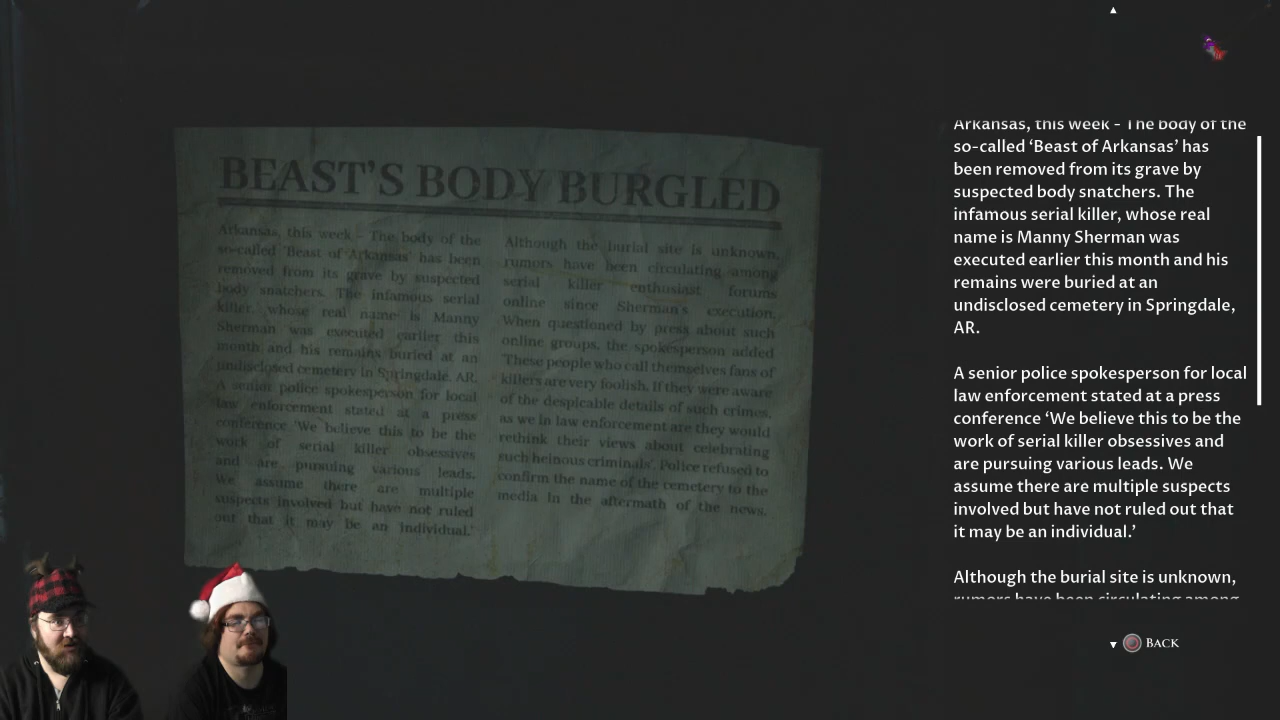 BEAST'S BODY BURGLED
Arkansas, this week - The body of the
so-called 'Beast of Arkansas' has been
removed from its grave by suspected
body snatchers. The infamous serial
killer, whose real name is Manny
Sherman was executed earlier this
month and his remains buried at an
undisclosed cemetery in Springdale, AR.
A senior police spokesperson for local
law enforcement stated at a press
conference 'We believe this to be the
work of serial killer obsessives
and are pursuing various leads.
We assume there are multiple
suspects involved but have not ruled
out that it may be an individual.'
Although the burial site is unknown,
rumors have been circulating among
serial killer enthusiast forums
online since Sherman's execution.
When questioned by press about such
online groups, the spokesperson added
'These people who call themselves fans of
killers are very foolish. If they were aware
of the despicable details of such crimes,
as we in law enforcement are they would
rethink their views about celebrating
such heinous criminals'. Police refused to
confirm the name of the cemetery to the
media in the aftermath of the news.
Arkansas, this week - The body of the
so-called ‘Beast of Arkansas’ has
been removed from its grave by
suspected body snatchers. The
infamous serial killer, whose real
name is Manny Sherman was
executed earlier this month and his
remains were buried at an
undisclosed cemetery in Springdale,
AR.
A senior police spokesperson for local
law enforcement stated at a press
conference ‘We believe this to be the
work of serial killer obsessives and
are pursuing various leads. We
assume there are multiple suspects
involved but have not ruled out that
it may be an individual.’
Although the burial site is unknown,
rumors have been circulating among
BACK